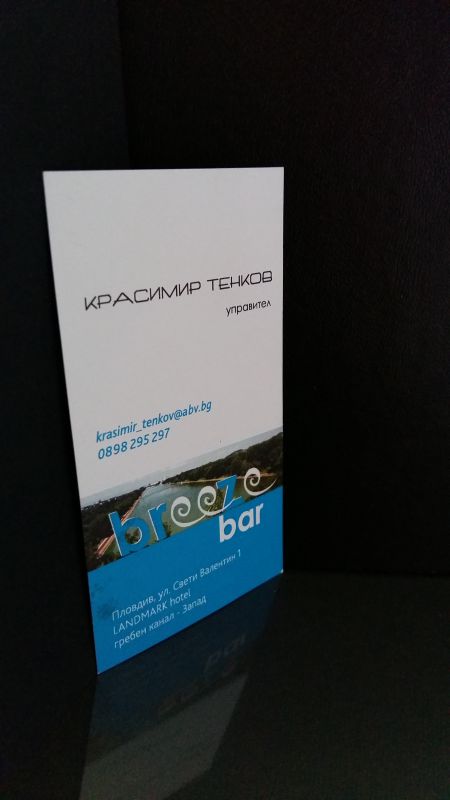 КРАСИМИР ТЕНКОВ
управител
krasimir_tenkov@abv.bg
0898 295 297
breeze
bar
Пловдив, ул. Свети Валентин 1
LANDMARK hotel
гребен канал - Запад